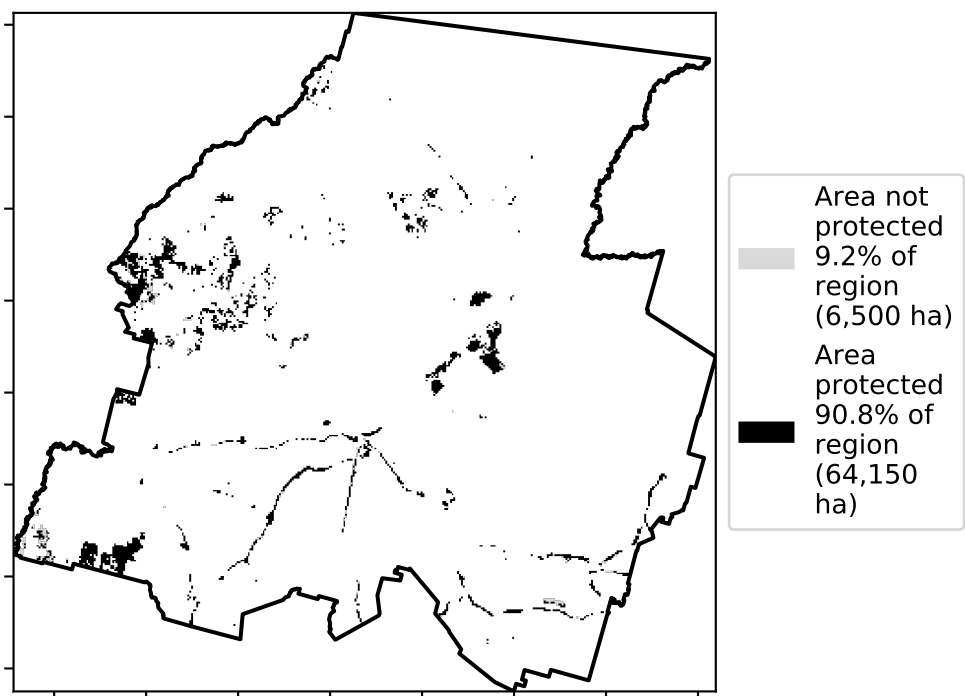 Area not
protected
9.2% of
region
(6,500 ha)
Area
protected
90.8% of
region
(64,150
ha)